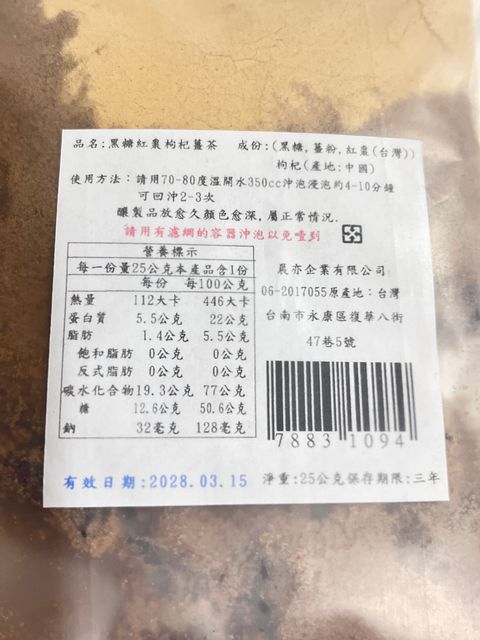 品名:黑糖紅棗枸杞薑茶 成份:(黑糖,薑粉,紅棗(台灣))
枸杞(產地:中國)
使用方法：請用70-80度溫開水350cc沖泡浸泡約4-10分鐘
可回沖2-3次
釀製品放愈久顏色愈深,屬正常情況.
請用有濾網的容器沖泡以免噎到
營養標示
每一份量25公克本產品含1份
每份 每100公克
熱量 112大卡 446大卡
蛋白質 5.5公克 22公克
脂肪 1.4公克 5.5公克
飽和脂肪 0公克 0公克
反式脂肪 0公克 0公克
碳水化合物19.3公克 77公克
糖 12.6公克 50.6公克
鈉 32毫克 128毫克
晨亦企業有限公司
06-2017055原產地：台灣
台南市永康區復華八街
47巷5號
7883 1094
有效日期:2028.03.15 淨重:25公克保存期限:三年